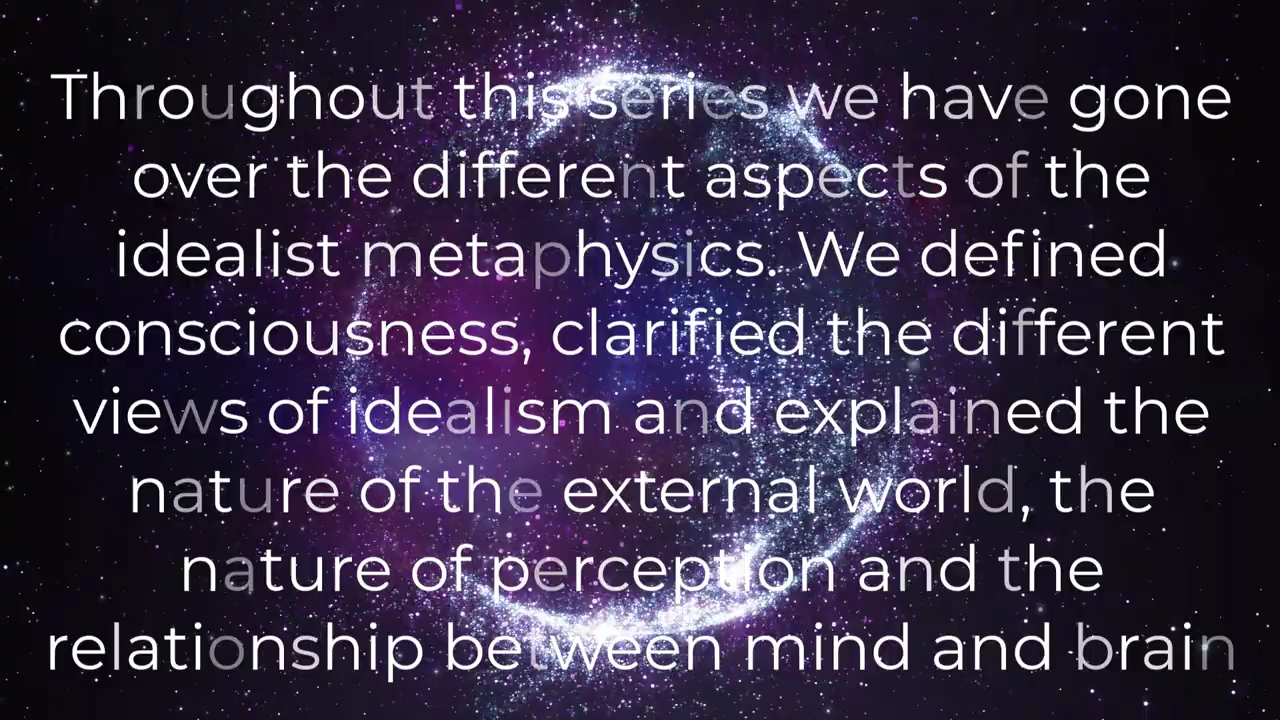 Throughout this series we have gone
over the different aspects of the
idealist metaphysics. We defined
consciousness, clarified the different
views of idealism and explained the
nature of the external world, the
nature of perception and the
relationship between mind and brain